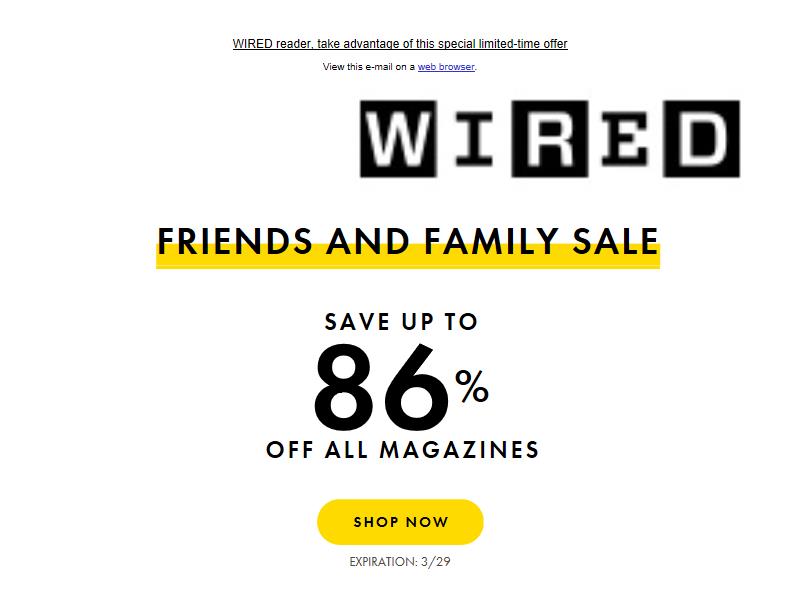 WIRED reader, take advantage of this special limited-time offer
View this e-mail on a web browser.
WIRED
FRIENDS AND FAMILY SALE
SAVE UP TO
86%
OFF ALL MAGAZINES
SHOP NOW
EXPIRATION: 3/29